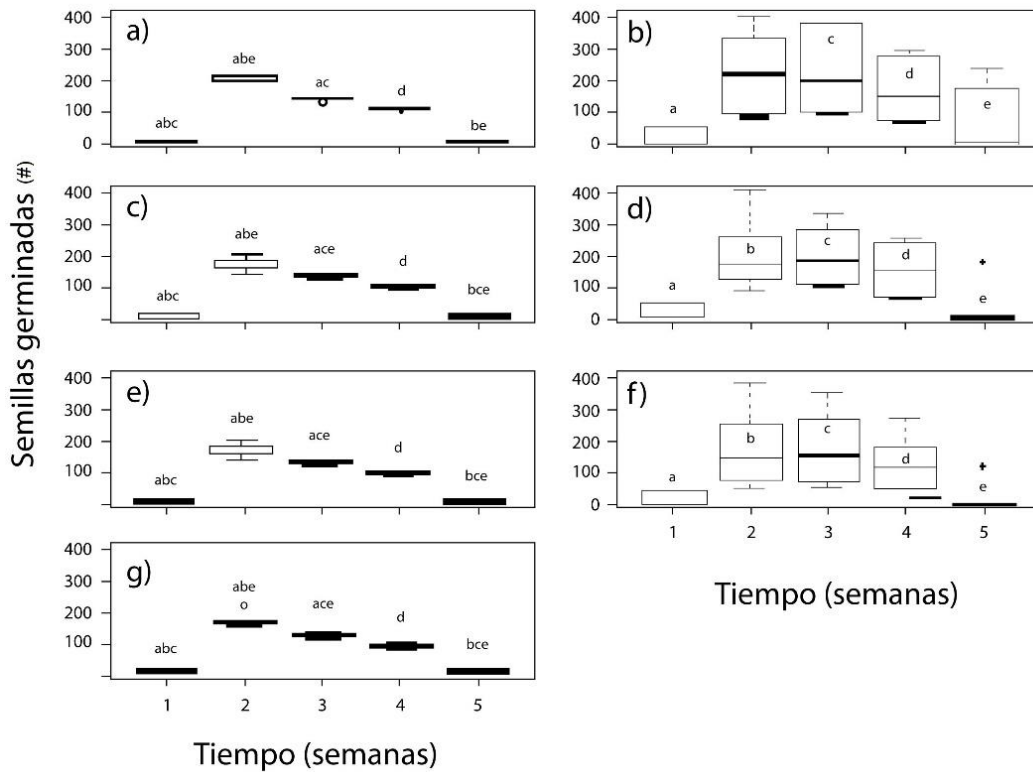 Semillas germinadas (#)
a)
400
300
200
100
0
abc
abe
ac
d
be
b)
400
300
200
100
0
a
c
d
e
c)
400
300
200
100
abc
abe
ace
d
bce
d)
400
300
200
100
0
a
b
c
d
e
e)
400
300
200
100
abc
abe
ace
d
bce
f)
400
300
200
100
0
a
b
c
d
e
1 2 3 4 5
Tiempo (semanas)
g)
400
300
200
100
abc
abe
ace
d
bce
1 2 3 4 5
Tiempo (semanas)